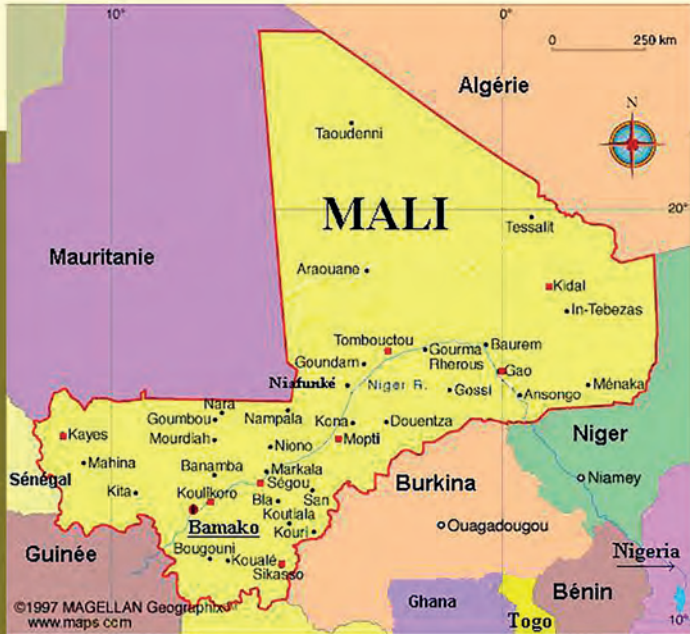 10°
0°
0 250 km
Algérie
N
Taoudenni
MALI
20°
Tessalit
Mauritanie
Araouane
Kidal
In-Tebezas
Tombouctou
Gourma
Rherous
Baurem
Goundam
Gao
Niafunké
Niger R.
Gossi
Ansongo
Ménaka
Nara
Goumbou
Nampala
Kona
Douentza
Kayes
Mourdiah
Niono
Mopti
Niger
Mahina
Banamba
Markala
Sénégal
Ségou
Burkina
Niamey
Kita
Koulikoro
Bla
San
Bamako
Koutiala
Kouri
Ouagadougou
Guinée
Bougouni
Koualé
Sikasso
Nigeria
Bénin
Ghana
Togo
10°
©1997 MAGELLAN Geographix
www.maps.com